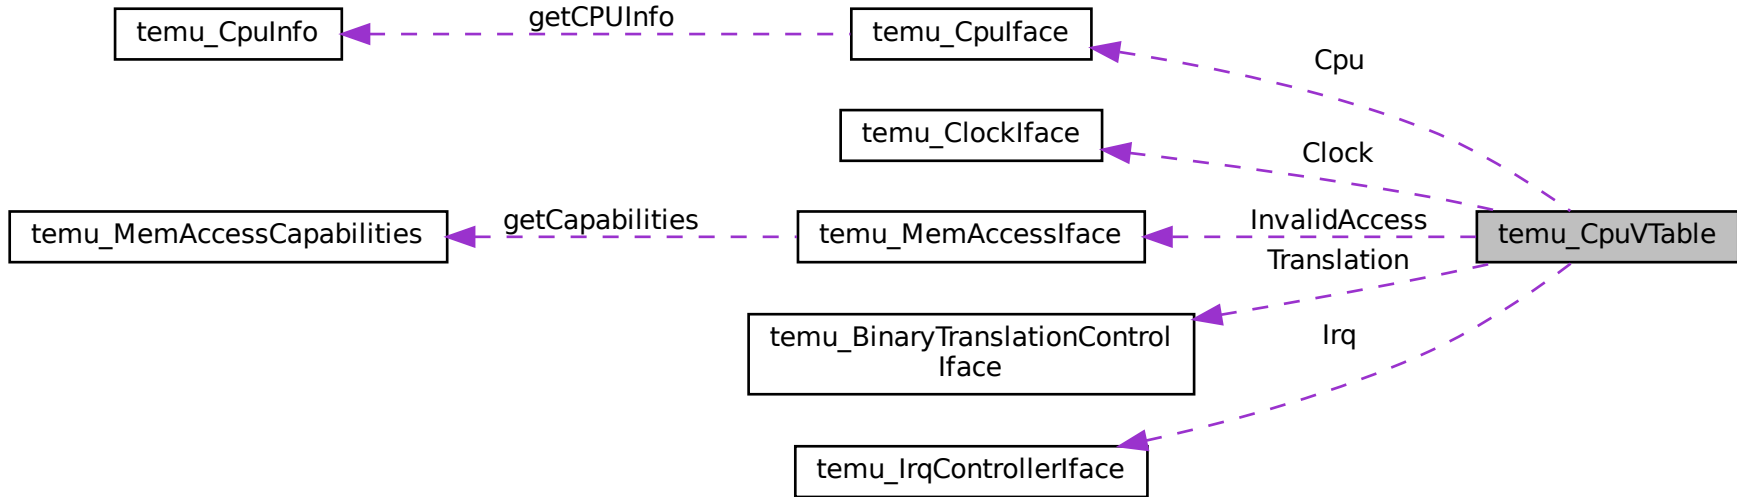 temu_CpuInfo
getCPUInfo
temu_CpuIface
Cpu
temu_ClockIface
Clock
temu_MemAccessCapabilities
getCapabilities
temu_MemAccessIface
InvalidAccess
temu_CpuVTable
Translation
temu_BinaryTranslationControl
Iface
Irq
temu_IrqControllerIface